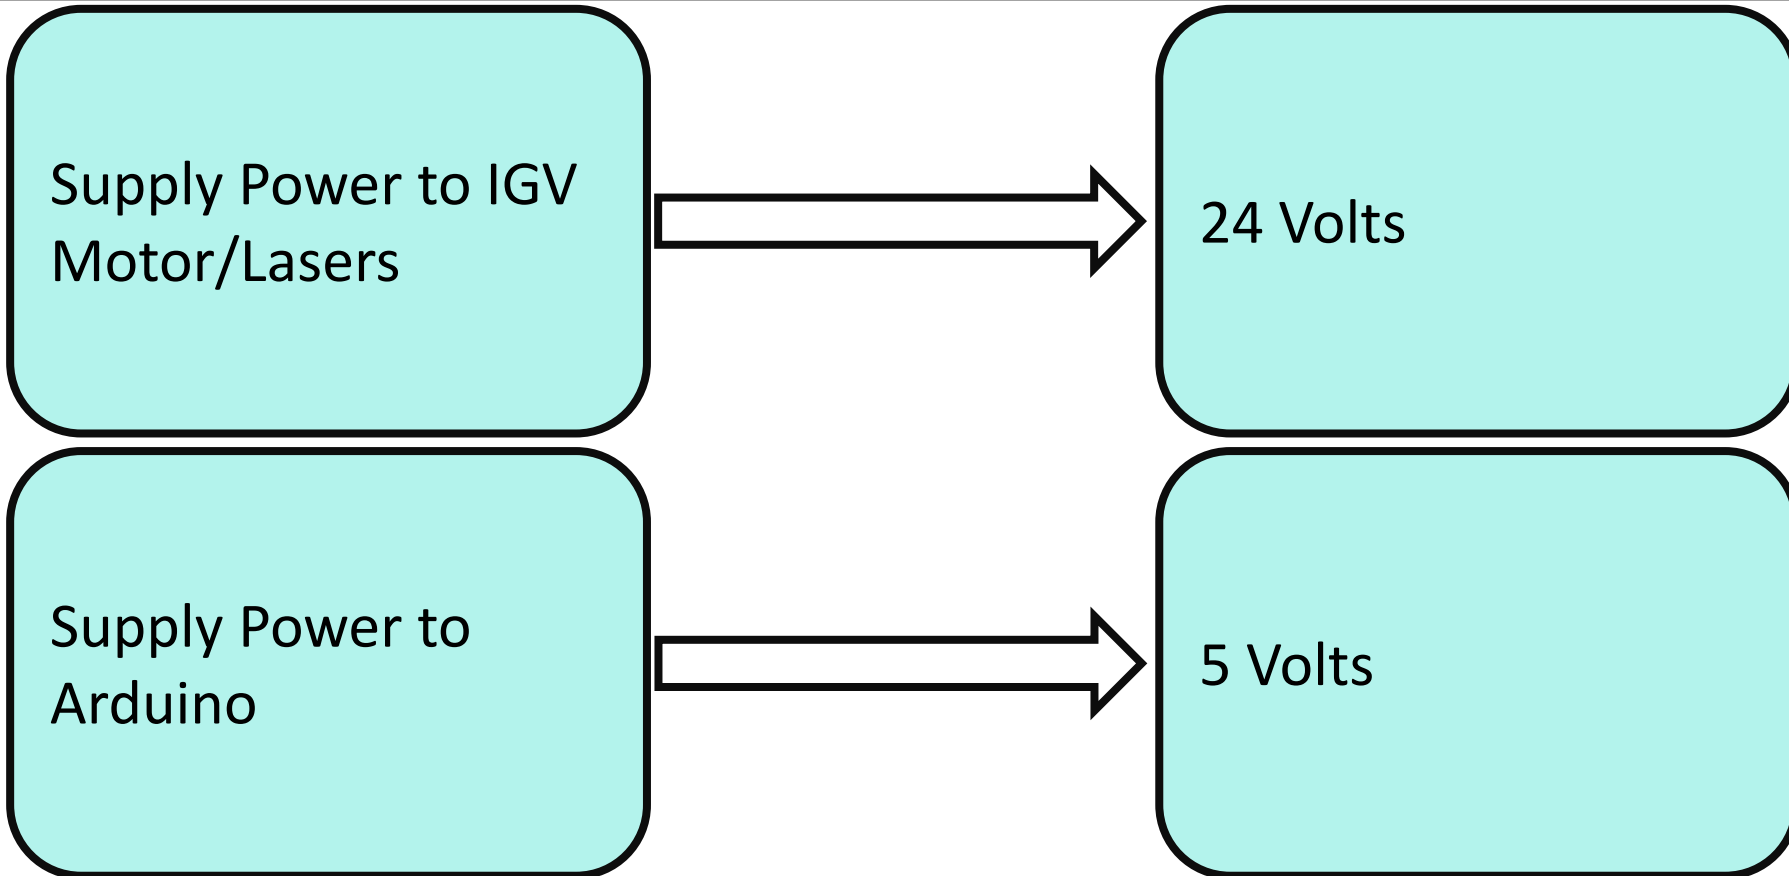 Supply Power to IGV
Motor/Lasers
24 Volts
Supply Power to
Arduino
5 Volts